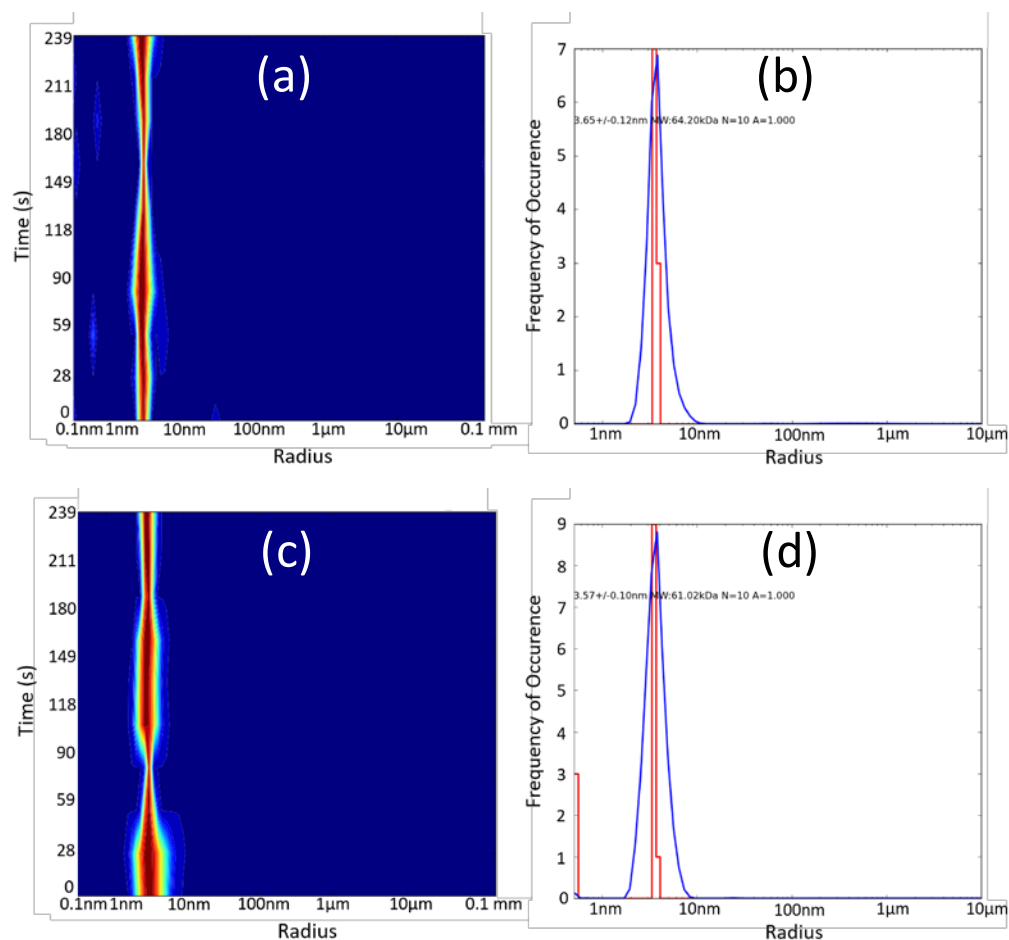 (a)
239
211
180
149
118
90
59
28
0
Time (s)
0.1nm 1nm 10nm 100nm 1μm 10μm 0.1 mm
Radius
(b)
7
6
3.65+/-0.12nm MW:64.20kDa N=10 A=1.000
5
4
3
2
1
0
Frequency of Occurence
1nm 10nm 100nm 1μm 10μm
Radius
(c)
239
211
180
149
118
90
59
28
0
Time (s)
0.1nm 1nm 10nm 100nm 1μm 10μm 0.1 mm
Radius
(d)
9
8
3.57+/-0.10nm MW:61.02kDa N=10 A=1.000
7
6
5
4
3
2
1
0
Frequency of Occurence
1nm 10nm 100nm 1μm 10μm
Radius